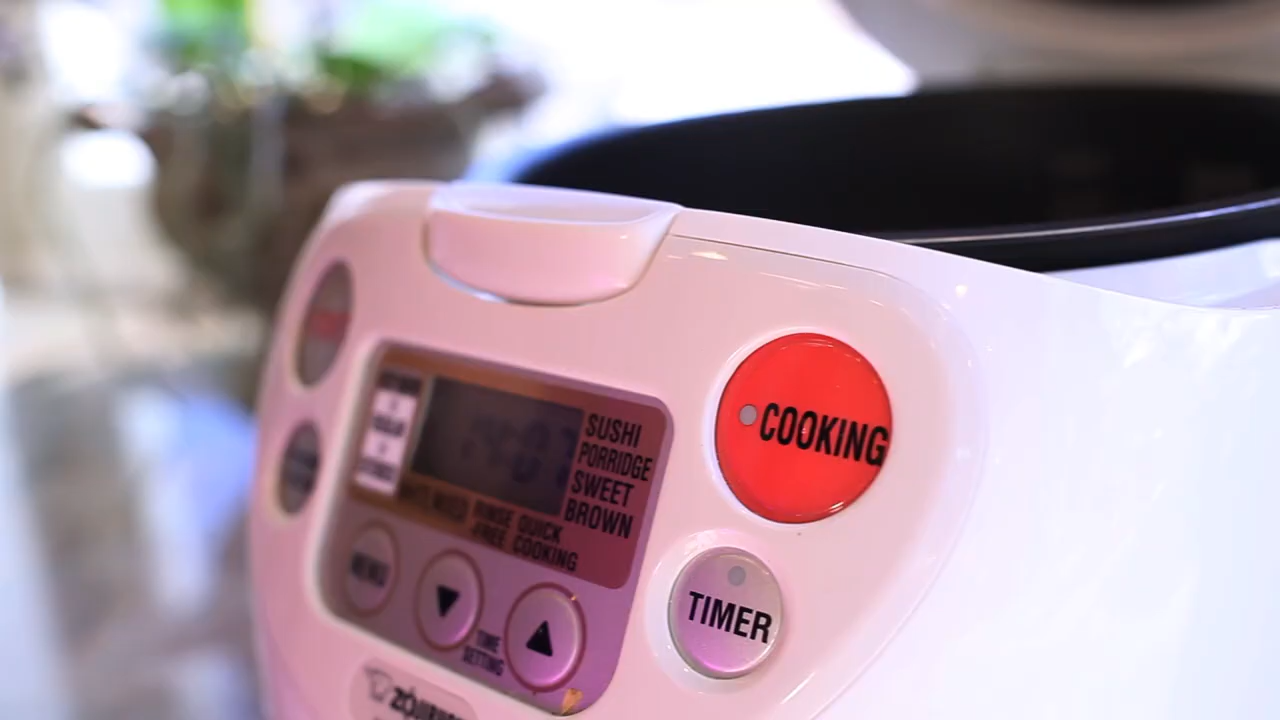 COOKING
SUSHI
PORRIDGE
SWEET
BROWN
RINSE QUICK
FREE COOKING
MENU
TIME
SETTING
TIMER